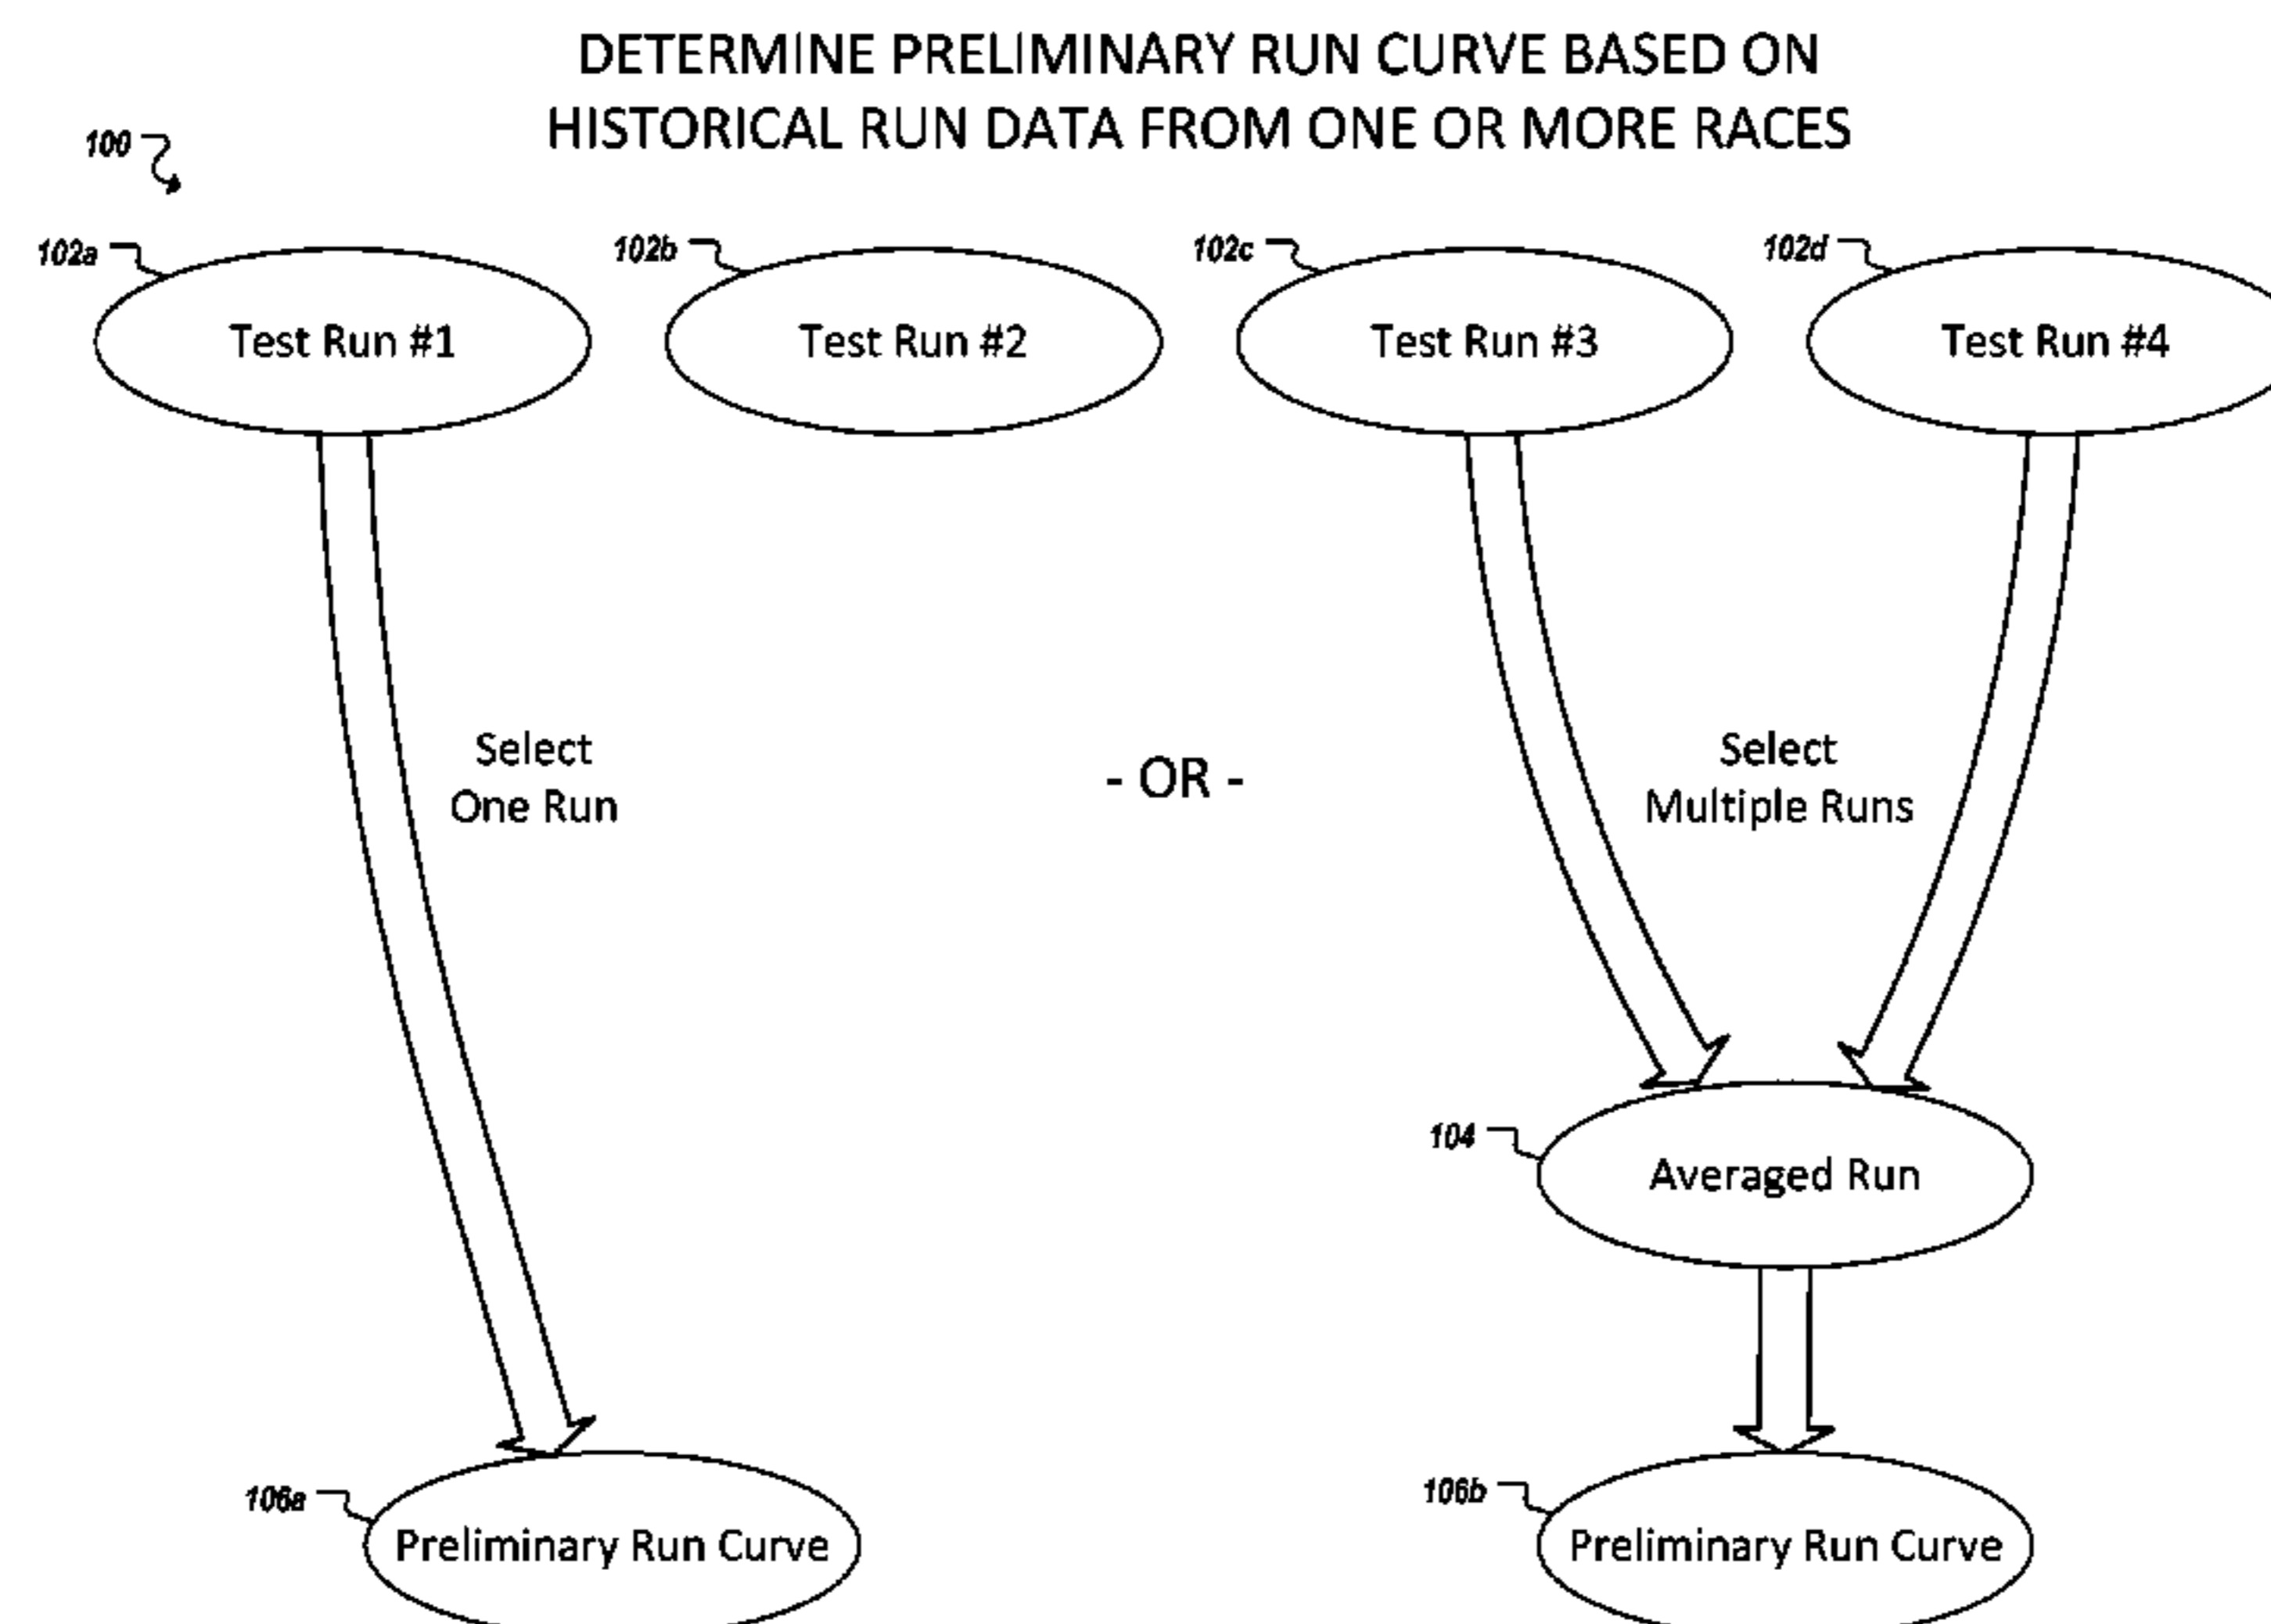 DETERMINE PRELIMINARY RUN CURVE BASED ON
HISTORICAL RUN DATA FROM ONE OR MORE RACES
100
102a
102b
102c
102d
Test Run #1
Test Run #2
Test Run #3
Test Run #4
Select
One Run
- OR -
Select
Multiple Runs
104
Averaged Run
106a
106b
Preliminary Run Curve
Preliminary Run Curve